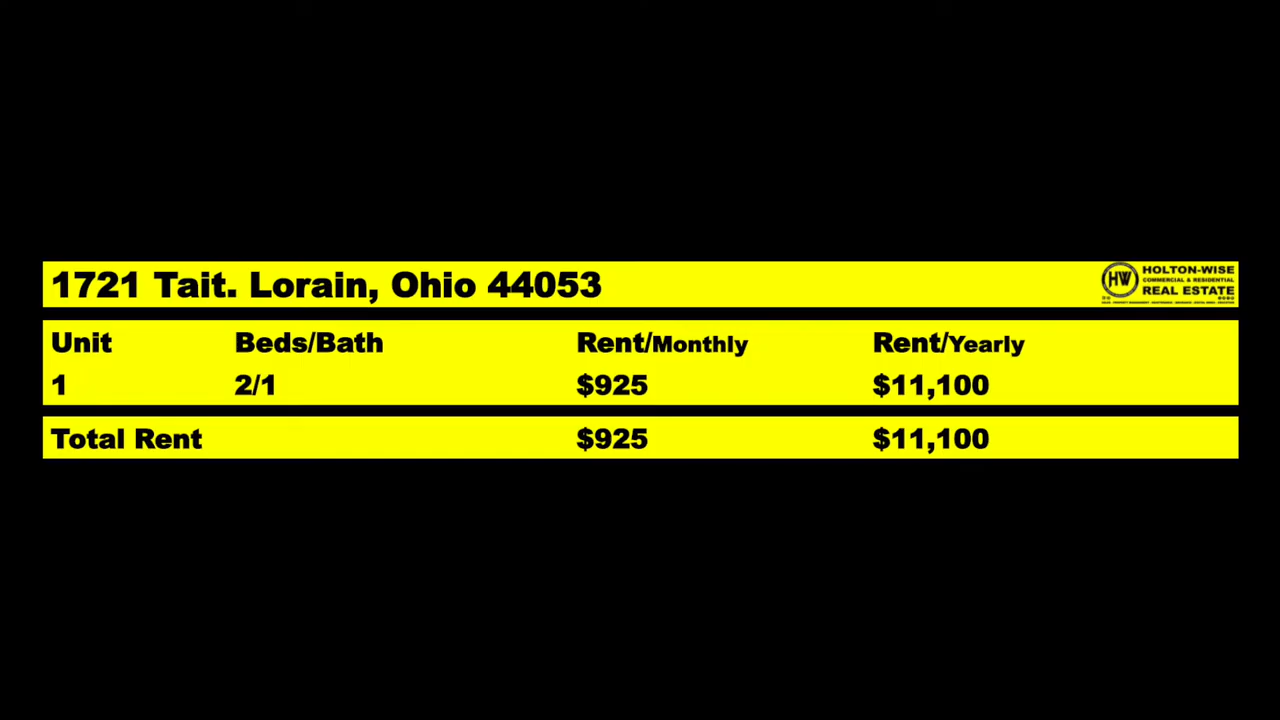 1721 Tait. Lorain, Ohio 44053
HW
HOLTON-WISE
COMMERCIAL & RESIDENTIAL
REAL ESTATE
Unit Beds/Bath Rent/Monthly Rent/Yearly
1 2/1 $925 $11,100
Total Rent $925 $11,100